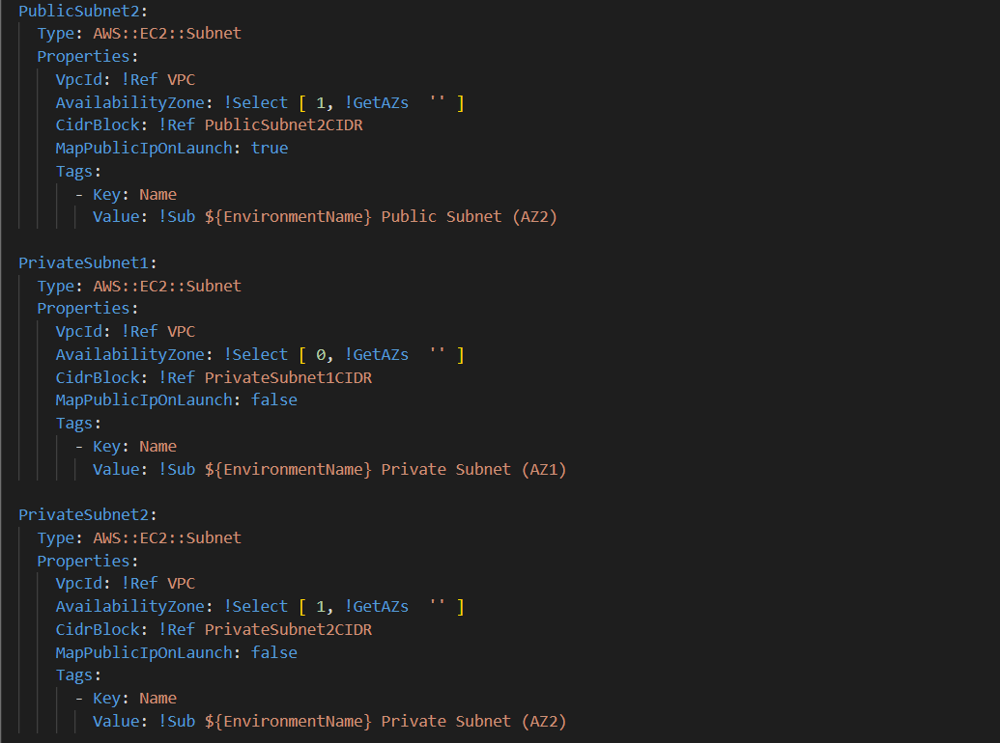 PublicSubnet2:
  Type: AWS::EC2::Subnet
  Properties:
    VpcId: !Ref VPC
    AvailabilityZone: !Select [ 1, !GetAZs  '' ]
    CidrBlock: !Ref PublicSubnet2CIDR
    MapPublicIpOnLaunch: true
    Tags:
      - Key: Name
        Value: !Sub ${EnvironmentName} Public Subnet (AZ2)

PrivateSubnet1:
  Type: AWS::EC2::Subnet
  Properties:
    VpcId: !Ref VPC
    AvailabilityZone: !Select [ 0, !GetAZs  '' ]
    CidrBlock: !Ref PrivateSubnet1CIDR
    MapPublicIpOnLaunch: false
    Tags:
      - Key: Name
        Value: !Sub ${EnvironmentName} Private Subnet (AZ1)

PrivateSubnet2:
  Type: AWS::EC2::Subnet
  Properties:
    VpcId: !Ref VPC
    AvailabilityZone: !Select [ 1, !GetAZs  '' ]
    CidrBlock: !Ref PrivateSubnet2CIDR
    MapPublicIpOnLaunch: false
    Tags:
      - Key: Name
        Value: !Sub ${EnvironmentName} Private Subnet (AZ2)